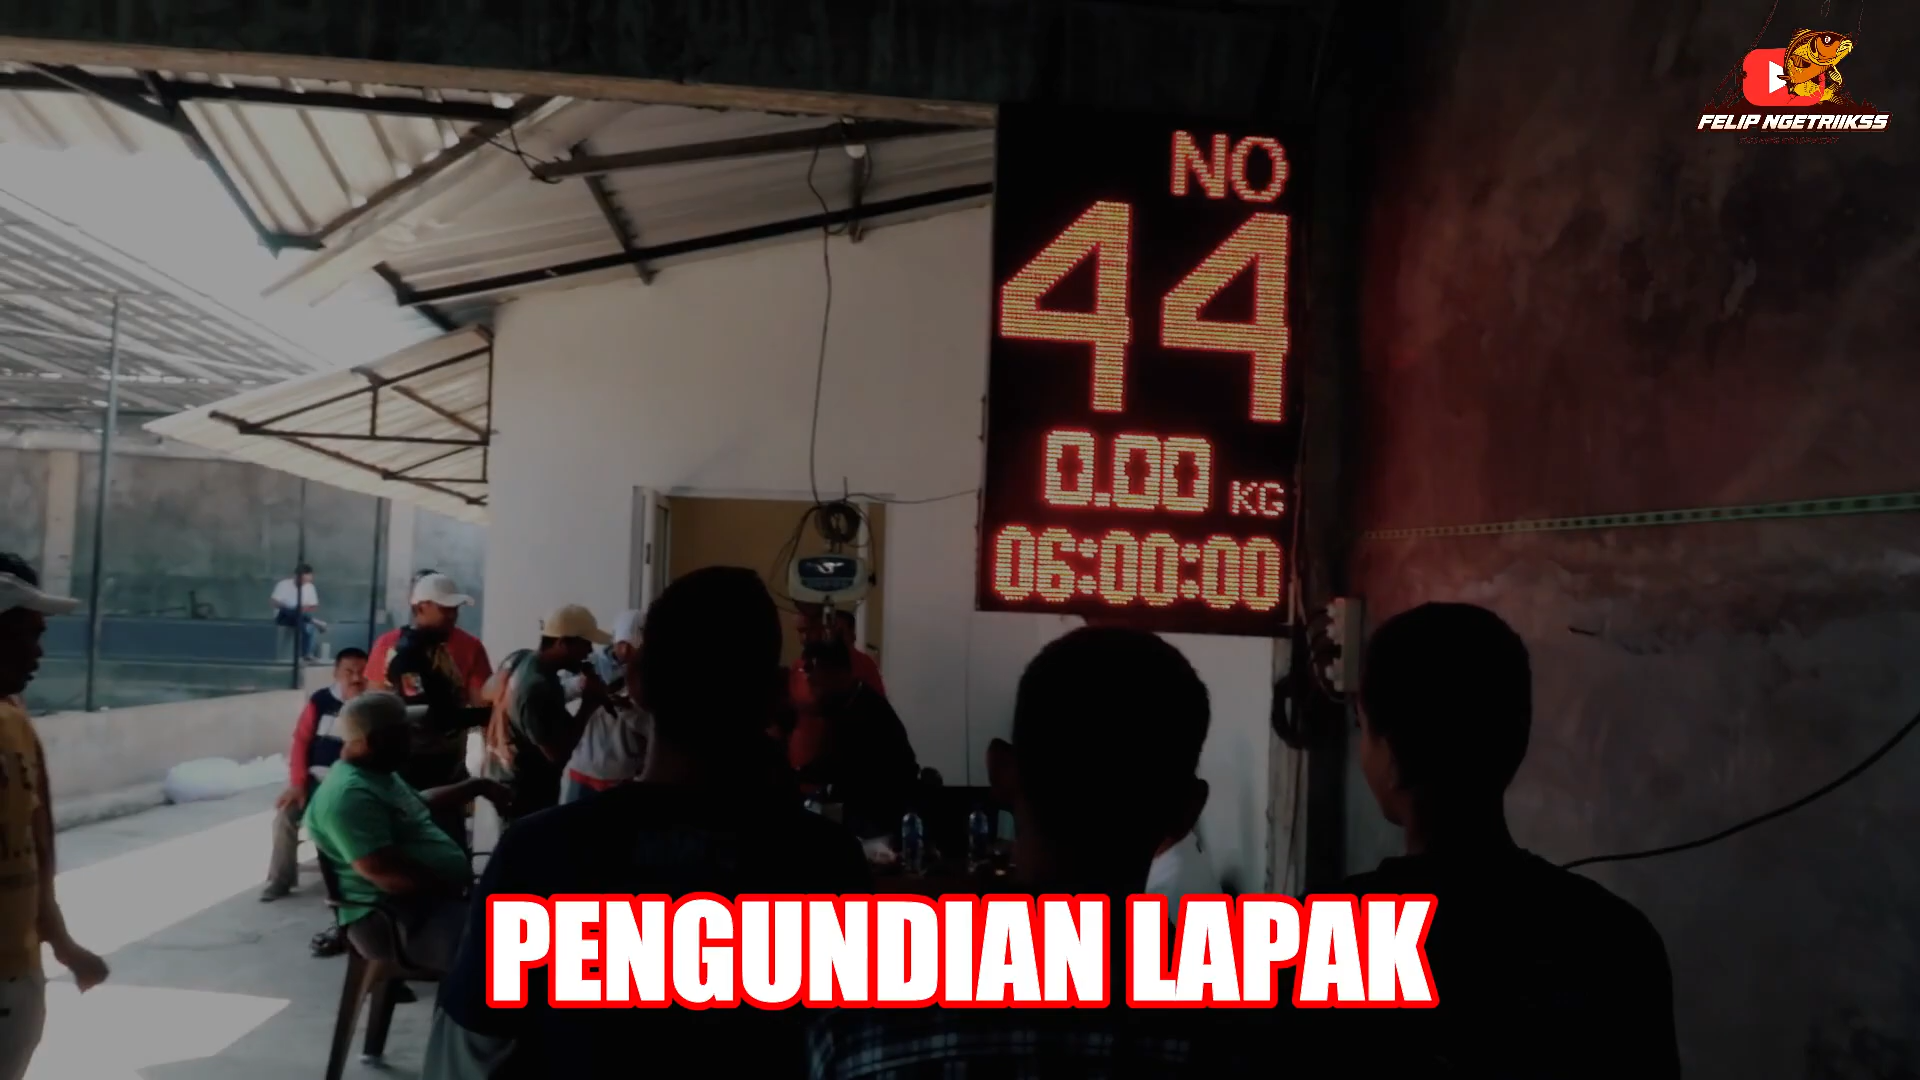 FELIP NGETRIIKSS
NO
44
0.00 KG
06:00:00
PENGUNDIAN LAPAK